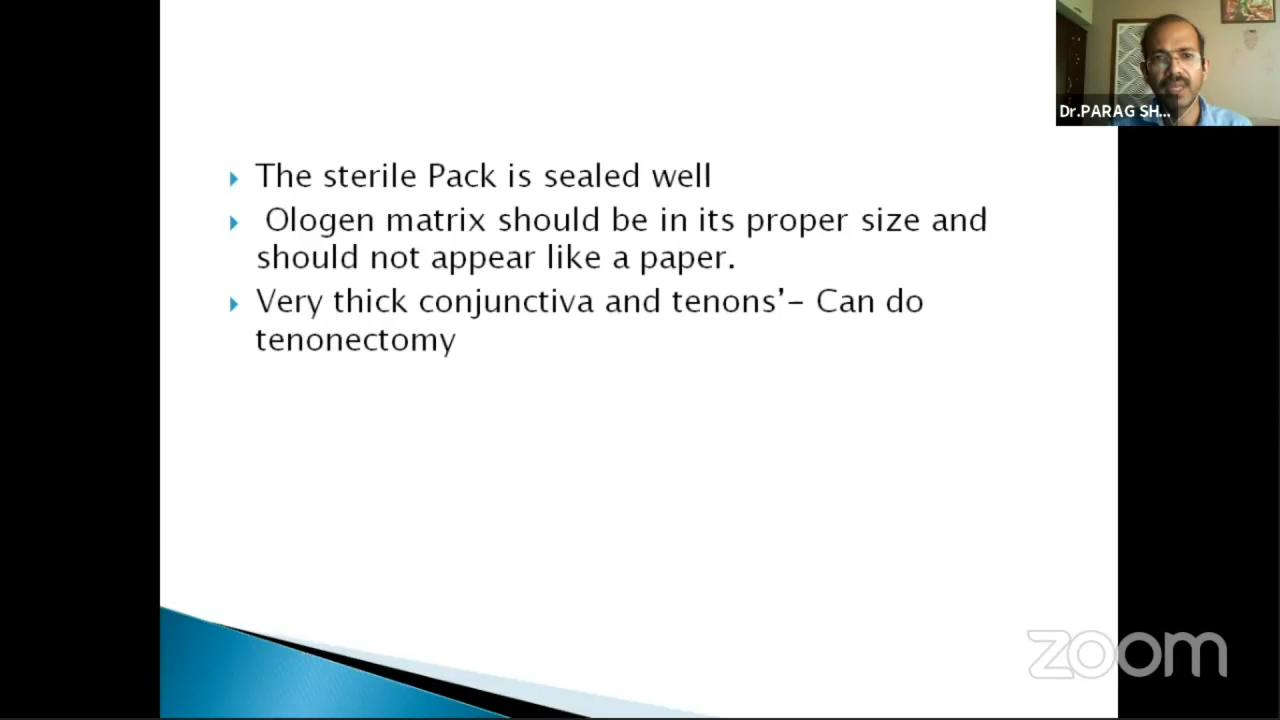 Dr.PARAG SH...
The sterile Pack is sealed well
Ologen matrix should be in its proper size and
should not appear like a paper.
Very thick conjunctiva and tenons’– Can do
tenonectomy
zoom